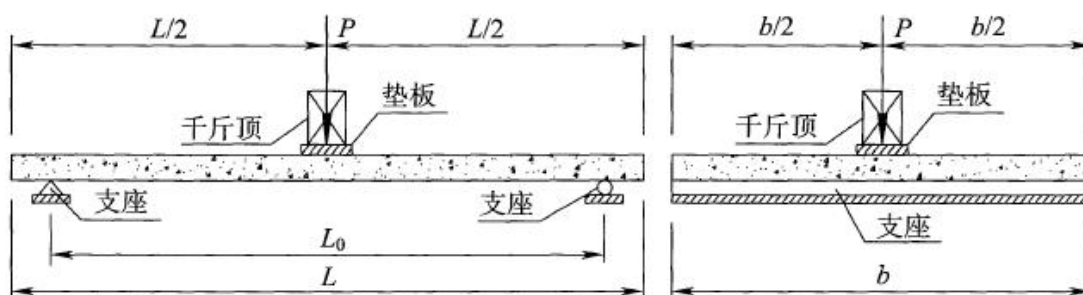 L/2 P L/2 b/2 P b/2
垫板 垫板
千斤顶 千斤顶
支座 支座 支座
L₀
L b